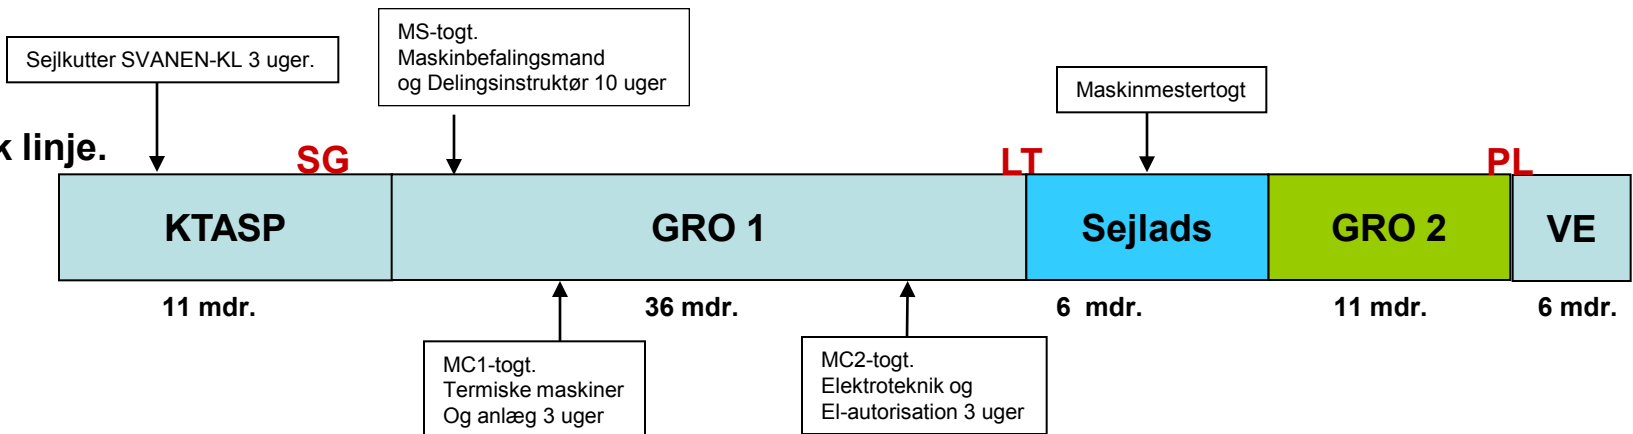 Sejlkutter SVANEN-KL 3 uger.
MS-togt.
Maskinbefalingsmand
og Delingsinstruktør 10 uger
Maskinmestertogt
k linje.
SG
LT
PL
KTASP
GRO 1
Sejlads
GRO 2
VE
11 mdr.
36 mdr.
6 mdr.
11 mdr.
6 mdr.
MC1-togt.
Termiske maskiner
Og anlæg 3 uger
MC2-togt.
Elektroteknik og
El-autorisation 3 uger